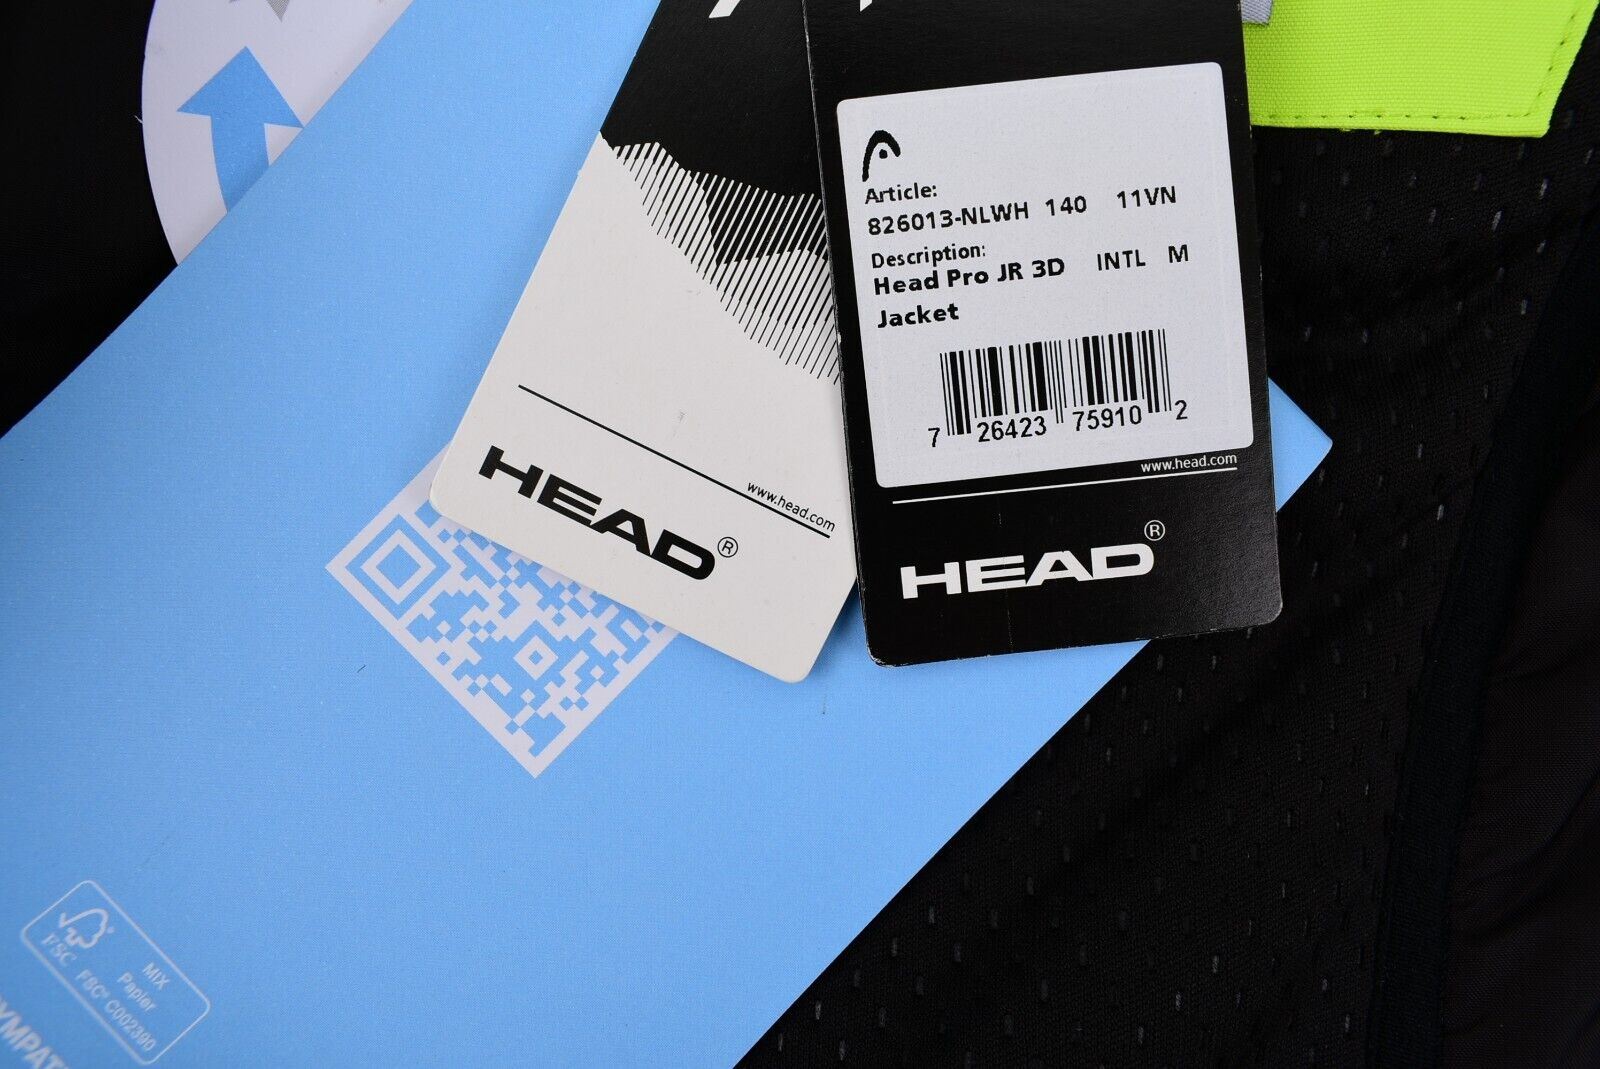 Article:
826013-NLWH 140 11VN
Description:
Head Pro JR 3D INTL M
Jacket
7 26423 75910 2
www.head.com
HEAD®
www.head.com
HEAD®
FSC
MIX
Papier
FSC® C002390